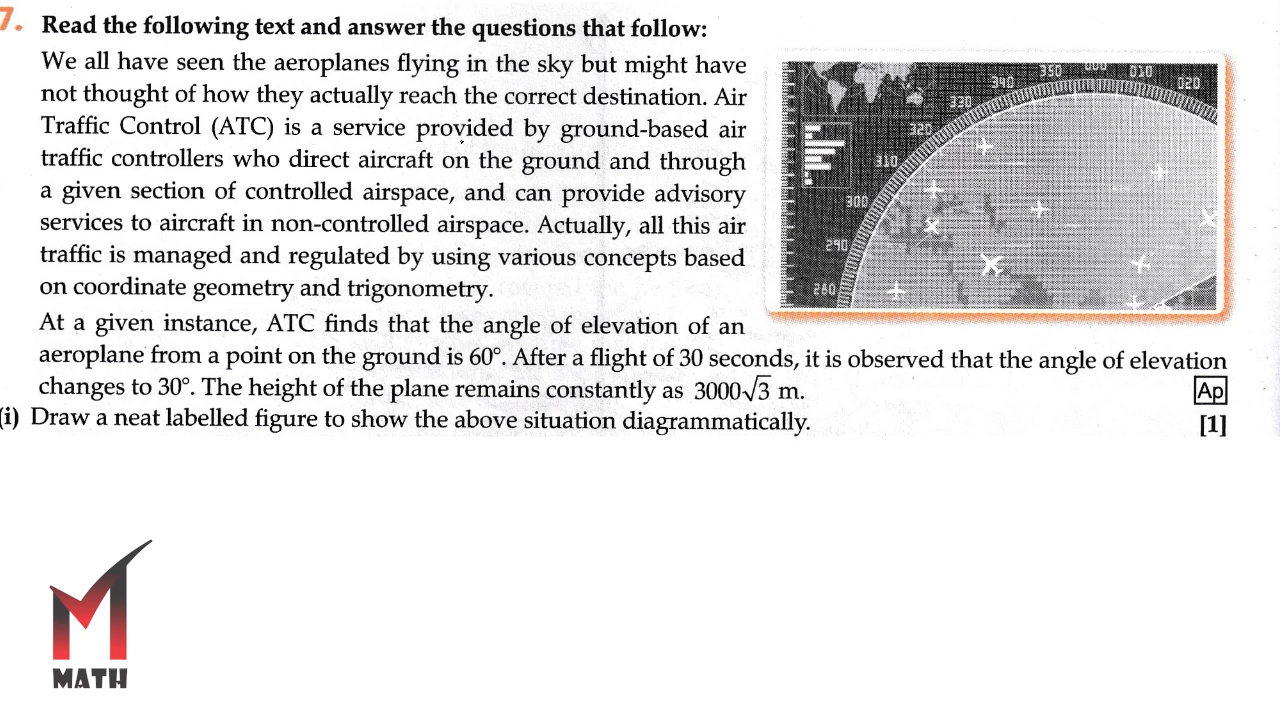 7. Read the following text and answer the questions that follow:
We all have seen the aeroplanes flying in the sky but might have
not thought of how they actually reach the correct destination. Air
Traffic Control (ATC) is a service provided by ground-based air
traffic controllers who direct aircraft on the ground and through
a given section of controlled airspace, and can provide advisory
services to aircraft in non-controlled airspace. Actually, all this air
traffic is managed and regulated by using various concepts based
on coordinate geometry and trigonometry.
280
290
300
310
320
330
340
350
000
010
020
At a given instance, ATC finds that the angle of elevation of an
aeroplane from a point on the ground is 60°. After a flight of 30 seconds, it is observed that the angle of elevation
changes to 30°. The height of the plane remains constantly as 3000√3 m.
Ap
(i) Draw a neat labelled figure to show the above situation diagrammatically. [1]
M
MATH